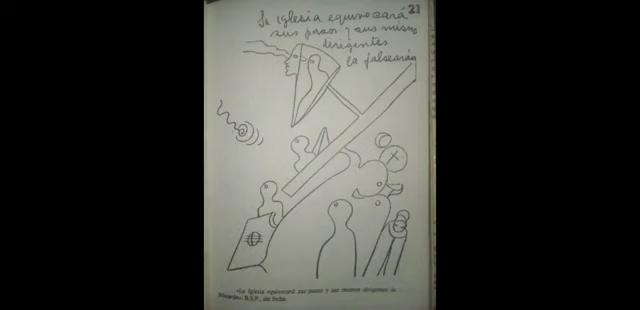 21
La iglesia equivocará
sus pasos y sus mismos
dirigentes
la falsearán
«La Iglesia equivocará sus pasos y sus mismos dirigentes la
falsearán». B.S.P., sin fecha.